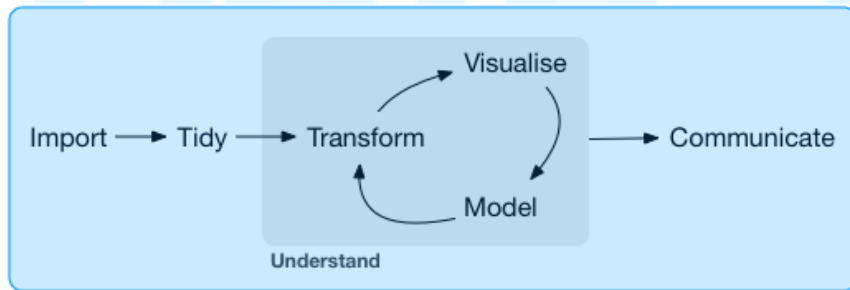 Visualise
Import
Tidy
Transform
Communicate
Model
Understand